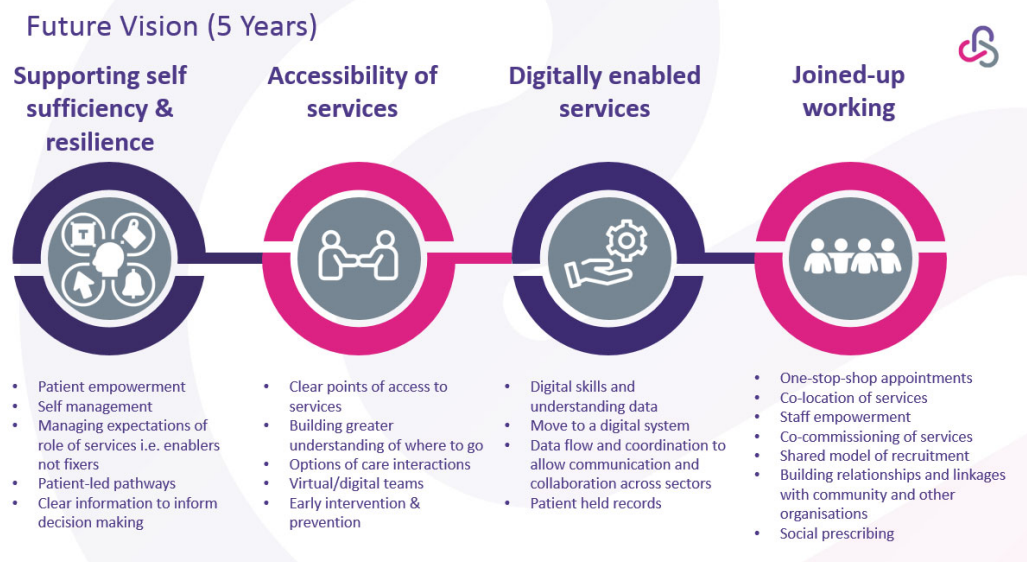 Future Vision (5 Years)
Supporting self
sufficiency &
resilience
Accessibility of
services
Digitally enabled
services
Joined-up
working
T
• Patient empowerment
• Self management
• Managing expectations of
role of services i.e. enablers
not fixers
• Patient-led pathways
• Clear information to inform
decision making
• Clear points of access to
services
• Building greater
understanding of where to go
• Options of care interactions
• Virtual/digital teams
• Early intervention &
prevention
• Digital skills and
understanding data
• Move to a digital system
• Data flow and coordination to
allow communication and
collaboration across sectors
• Patient held records
• One-stop-shop appointments
• Co-location of services
• Staff empowerment
• Co-commissioning of services
• Shared model of recruitment
• Building relationships and linkages
with community and other
organisations
• Social prescribing